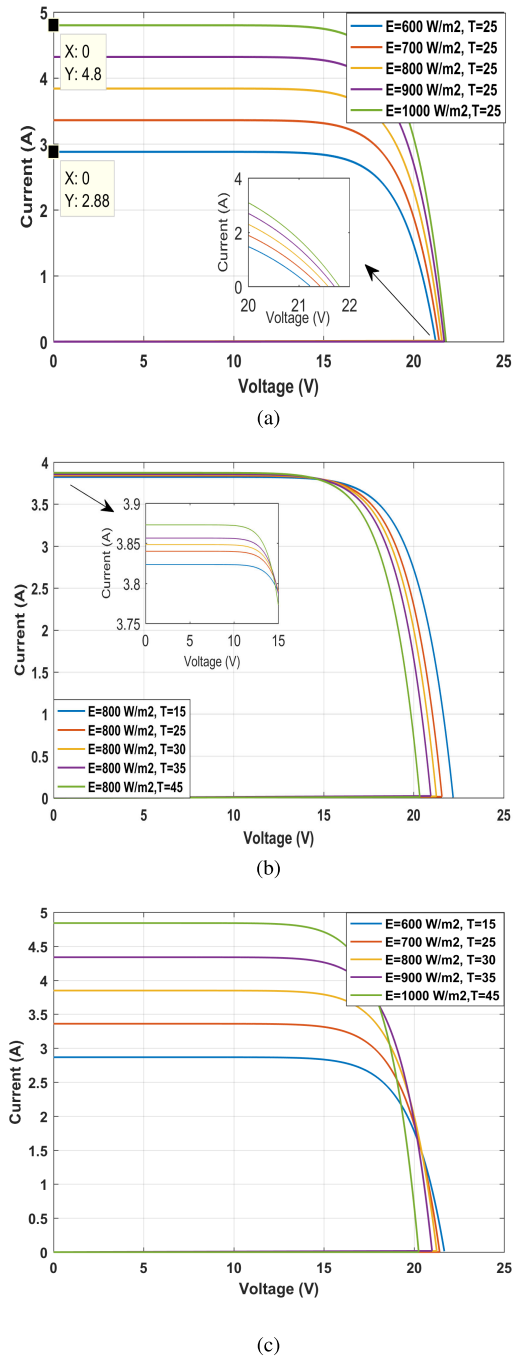 5
4
3
2
1
0
Current (A)
X: 0
Y: 4.8
X: 0
Y: 2.88
E=600 W/m2, T=25
E=700 W/m2, T=25
E=800 W/m2, T=25
E=900 W/m2, T=25
E=1000 W/m2,T=25
4
2
0
Current (A)
20 21 22
Voltage (V)
0 5 10 15 20 25
Voltage (V)
(a)
4
3.5
3
2.5
2
1.5
1
0.5
0
Current (A)
3.9
3.85
3.8
3.75
Current (A)
0 5 10 15
Voltage (V)
E=800 W/m2, T=15
E=800 W/m2, T=25
E=800 W/m2, T=30
E=800 W/m2, T=35
E=800 W/m2,T=45
0 5 10 15 20 25
Voltage (V)
(b)
5
4.5
4
3.5
3
2.5
2
1.5
1
0.5
0
Current (A)
E=600 W/m2, T=15
E=700 W/m2, T=25
E=800 W/m2, T=30
E=900 W/m2, T=35
E=1000 W/m2,T=45
0 5 10 15 20 25
Voltage (V)
(c)